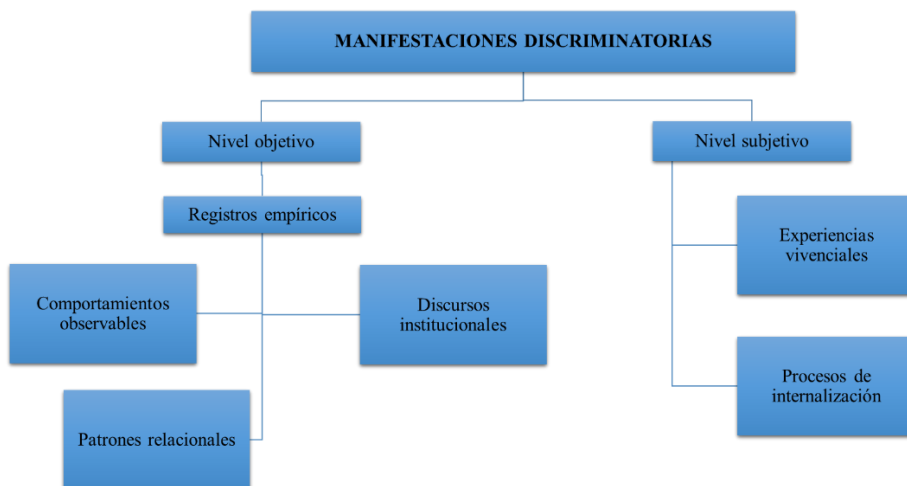 MANIFESTACIONES DISCRIMINATORIAS
Nivel objetivo
Nivel subjetivo
Registros empíricos
Experiencias
vivenciales
Comportamientos
observables
Discursos
institucionales
Procesos de
internalización
Patrones relacionales